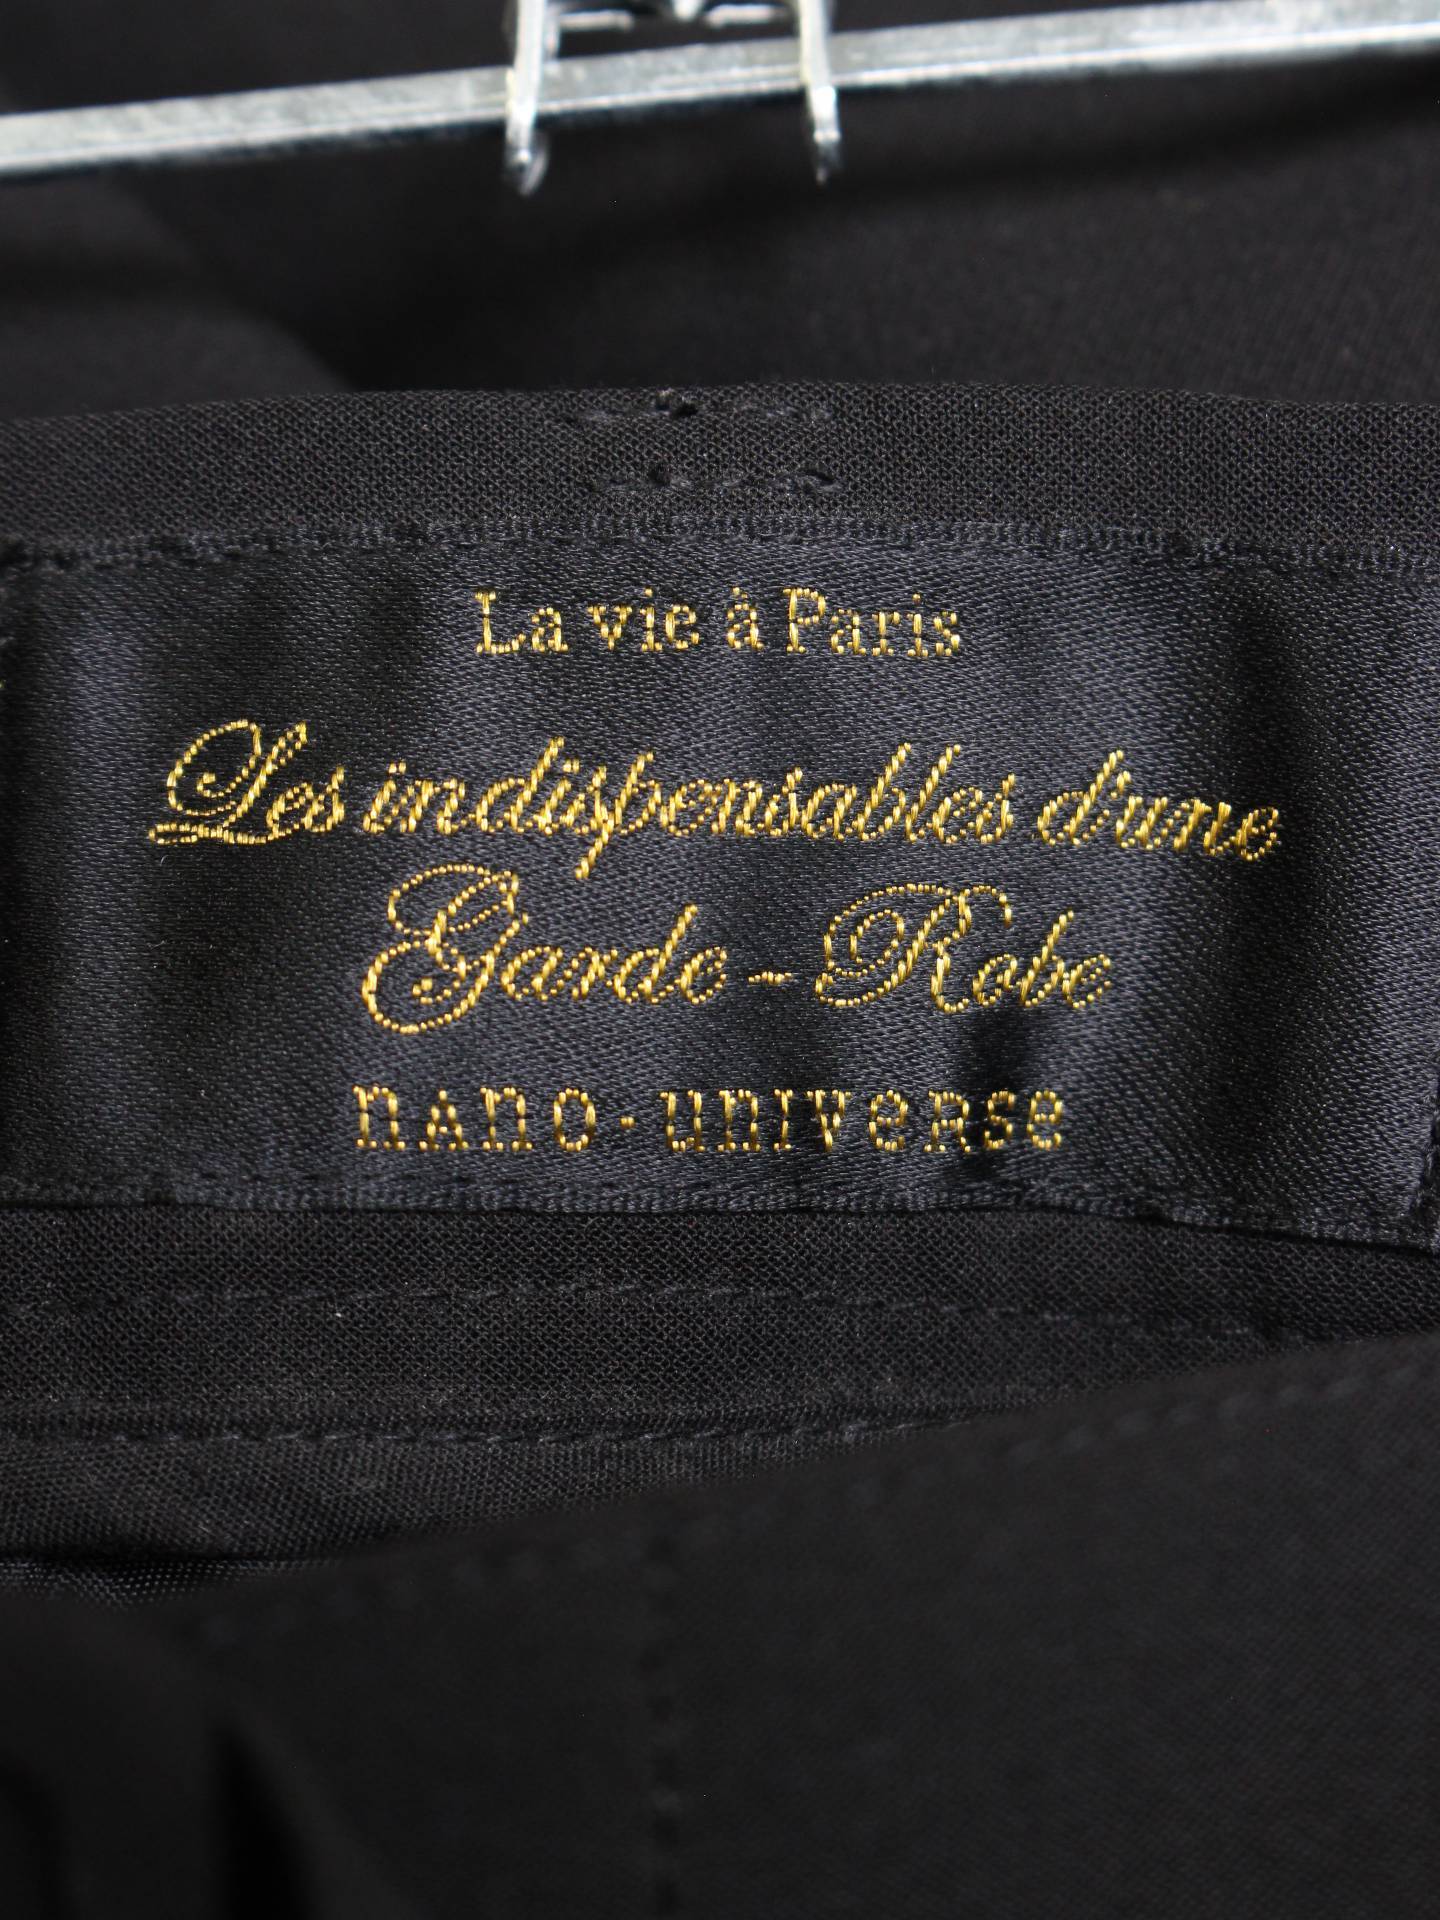 La vie à Paris
Les indispensables d'une
Garde-Robe
nAno·universe